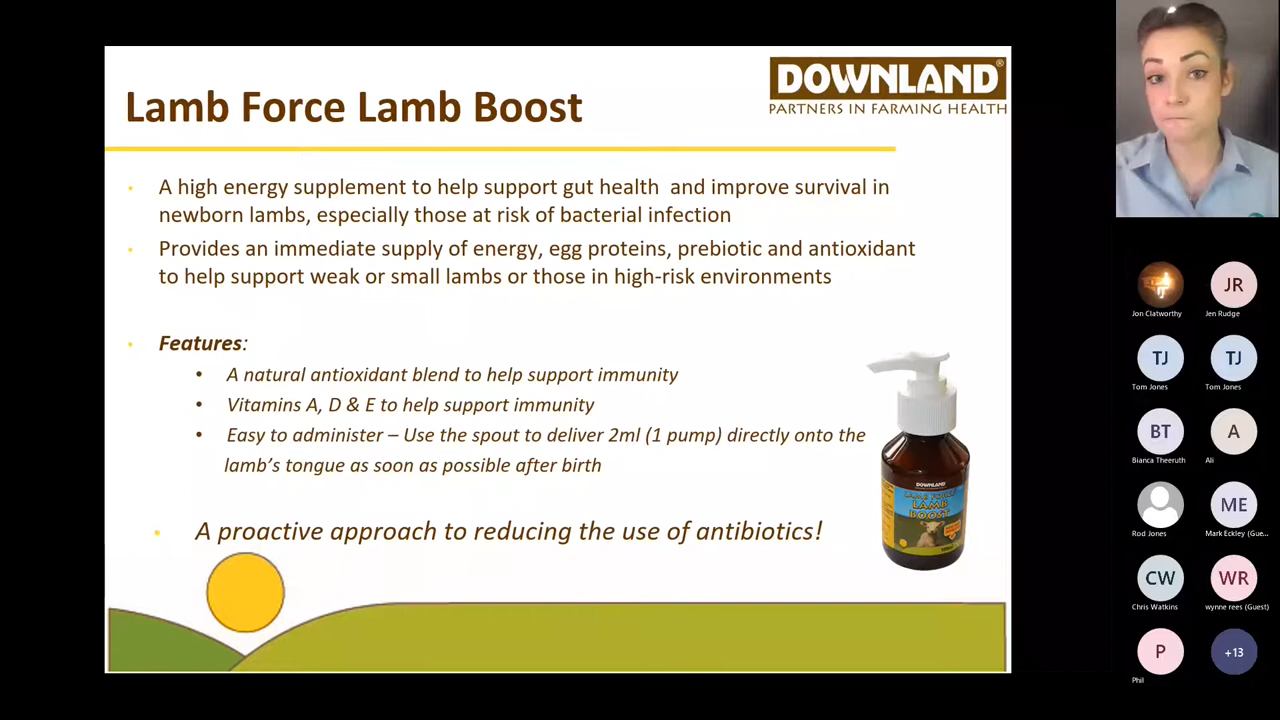 DOWNLAND®
PARTNERS IN FARMING HEALTH
Lamb Force Lamb Boost
A high energy supplement to help support gut health and improve survival in
newborn lambs, especially those at risk of bacterial infection
Provides an immediate supply of energy, egg proteins, prebiotic and antioxidant
to help support weak or small lambs or those in high-risk environments
Features:
A natural antioxidant blend to help support immunity
Vitamins A, D & E to help support immunity
Easy to administer – Use the spout to deliver 2ml (1 pump) directly onto the
lamb's tongue as soon as possible after birth
A proactive approach to reducing the use of antibiotics!
DOWNLAND
LAMB FORCE
LAMB
BOOST
Jon Clatworthy
JR
Jen Rudge
TJ
Tom Jones
TJ
Tom Jones
BT
Bianca Theeruth
A
Ali
Rod Jones
ME
Mark Eckley (Gue...
CW
Chris Watkins
WR
wynne rees (Guest)
P
Phil
+13